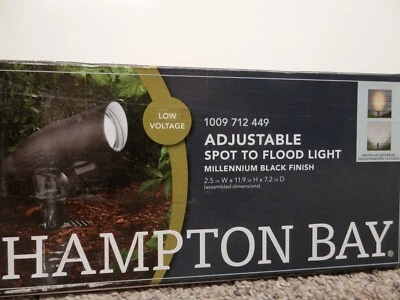 LOW
VOLTAGE
1009 712 449
ADJUSTABLE
SPOT TO FLOOD LIGHT
MILLENNIUM BLACK FINISH
2.5 in W x 11.9 in H x 7.2 in D
(assembled dimensions)
HAMPTON BAY®